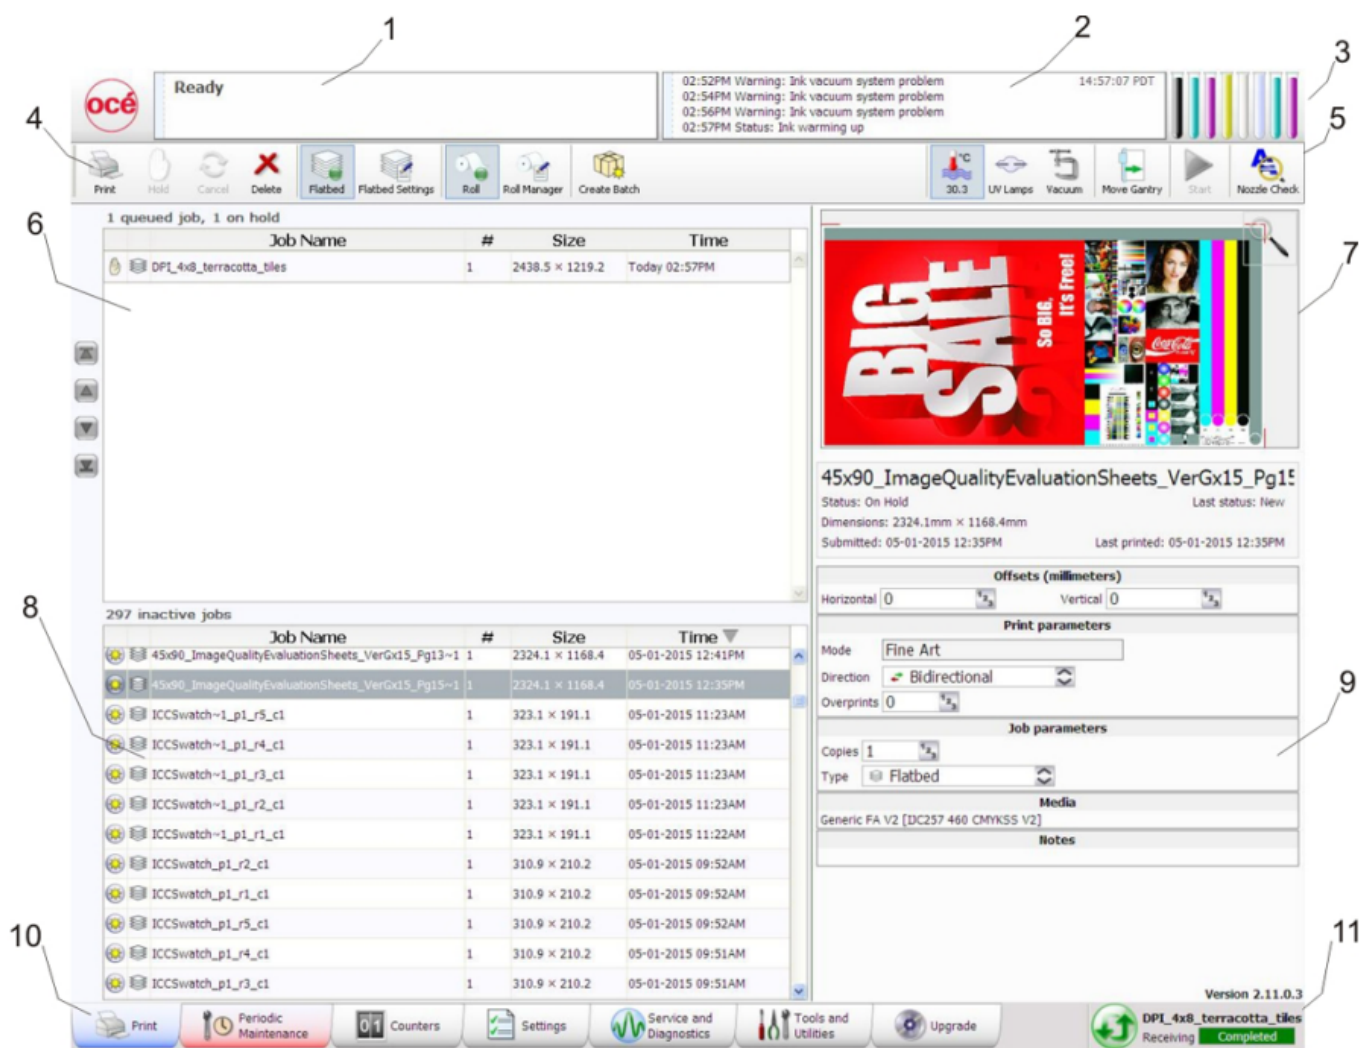 1
2
3
océ
Ready
02:52PM Warning: Ink vacuum system problem
14:57:07 PDT
02:54PM Warning: Ink vacuum system problem
02:56PM Warning: Ink vacuum system problem
02:57PM Status: Ink warming up
4
5
Print
Hold
Cancel
Delete
Flatbed
Flatbed Settings
Roll
Roll Manager
Create Batch
°C
30.3
UV Lamps
Vacuum
Move Gantry
Start
Nozzle Check
6
1 queued job, 1 on hold
Job Name # Size Time
DPI_4x8_terracotta_tiles 1 2438.5 × 1219.2 Today 02:57PM
7
BIG
SALE
So BIG,
It's Free!
Coca-Cola
45x90_ImageQualityEvaluationSheets_VerGx15_Pg15
Status: On Hold Last status: New
Dimensions: 2324.1mm × 1168.4mm
Submitted: 05-01-2015 12:35PM Last printed: 05-01-2015 12:35PM
8
297 inactive jobs
Job Name # Size Time
45x90_ImageQualityEvaluationSheets_VerGx15_Pg13~1 1 2324.1 × 1168.4 05-01-2015 12:41PM
45x90_ImageQualityEvaluationSheets_VerGx15_Pg15~1 1 2324.1 × 1168.4 05-01-2015 12:35PM
ICCSwatch~1_p1_r5_c1 1 323.1 × 191.1 05-01-2015 11:23AM
ICCSwatch~1_p1_r4_c1 1 323.1 × 191.1 05-01-2015 11:23AM
ICCSwatch~1_p1_r3_c1 1 323.1 × 191.1 05-01-2015 11:23AM
ICCSwatch~1_p1_r2_c1 1 323.1 × 191.1 05-01-2015 11:23AM
ICCSwatch~1_p1_r1_c1 1 323.1 × 191.1 05-01-2015 11:22AM
ICCSwatch_p1_r2_c1 1 310.9 × 210.2 05-01-2015 09:52AM
ICCSwatch_p1_r1_c1 1 310.9 × 210.2 05-01-2015 09:52AM
ICCSwatch_p1_r5_c1 1 310.9 × 210.2 05-01-2015 09:52AM
ICCSwatch_p1_r4_c1 1 310.9 × 210.2 05-01-2015 09:51AM
ICCSwatch_p1_r3_c1 1 310.9 × 210.2 05-01-2015 09:51AM
Offsets (millimeters)
Horizontal 0 Vertical 0
Print parameters
Mode Fine Art
Direction Bidirectional
Overprints 0
9
Job parameters
Copies 1
Type Flatbed
Media
Generic FA V2 [DC257 460 CMYKSS V2]
Notes
10
11
Version 2.11.0.3
Print
Periodic
Maintenance
01
Counters
Settings
Service and
Diagnostics
Tools and
Utilities
Upgrade
DPI_4x8_terracotta_tiles
Receiving Completed